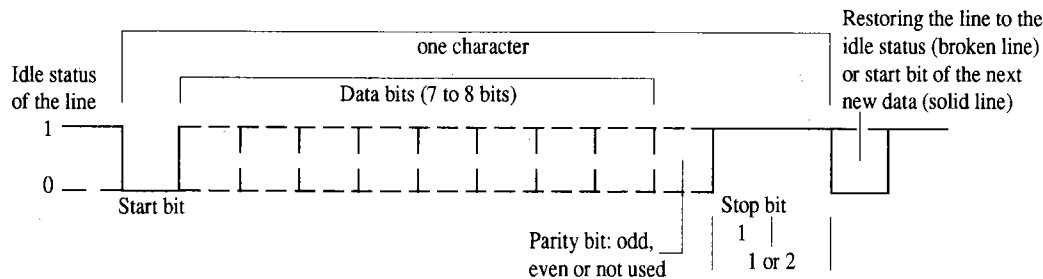 Restoring the line to the
idle status (broken line)
or start bit of the next
new data (solid line)
one character
Idle status
of the line
Data bits (7 to 8 bits)
1
0
Start bit
Stop bit
1
1 or 2
Parity bit: odd,
even or not used